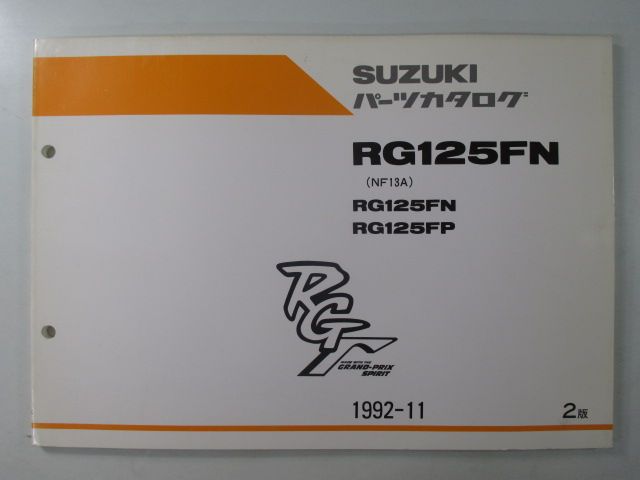 SUZUKI
パーツカタログ
RG125FN
(NF13A)
RG125FN
RG125FP
RGΓ
MADE WITH THE
GRAND-PRIX
SPIRIT
1992-11
2版